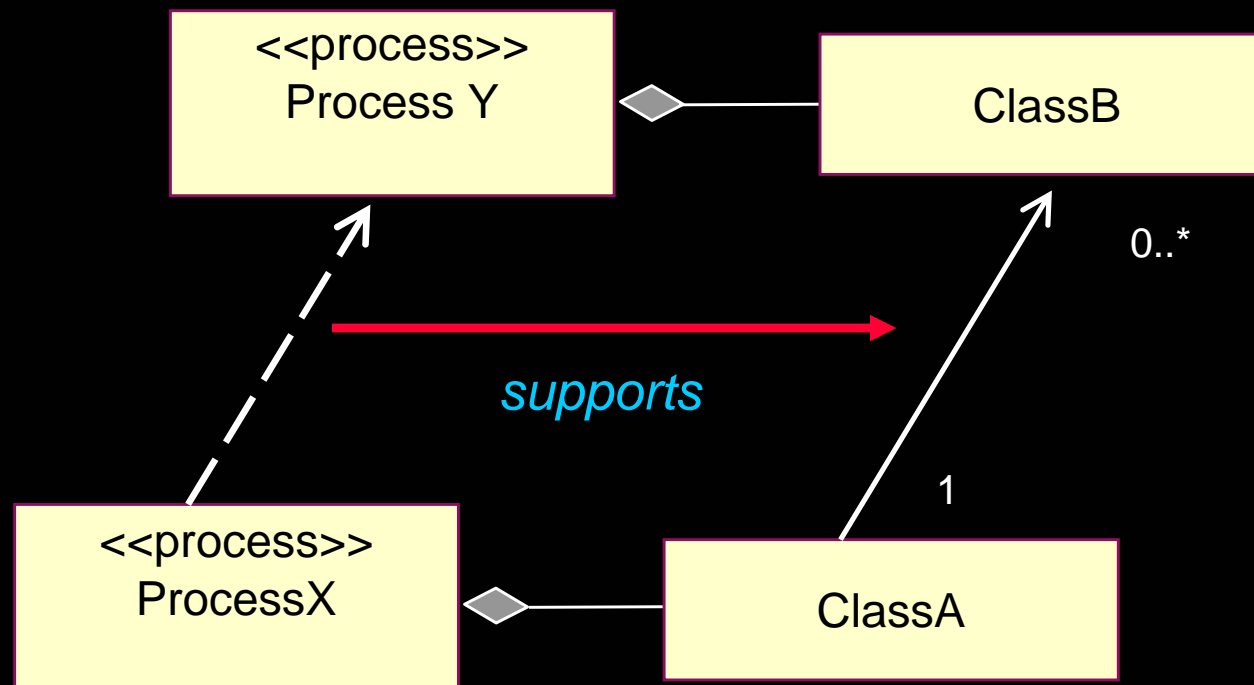 <<process>>
Process Y
ClassB
0..*
supports
1
<<process>>
ProcessX
ClassA